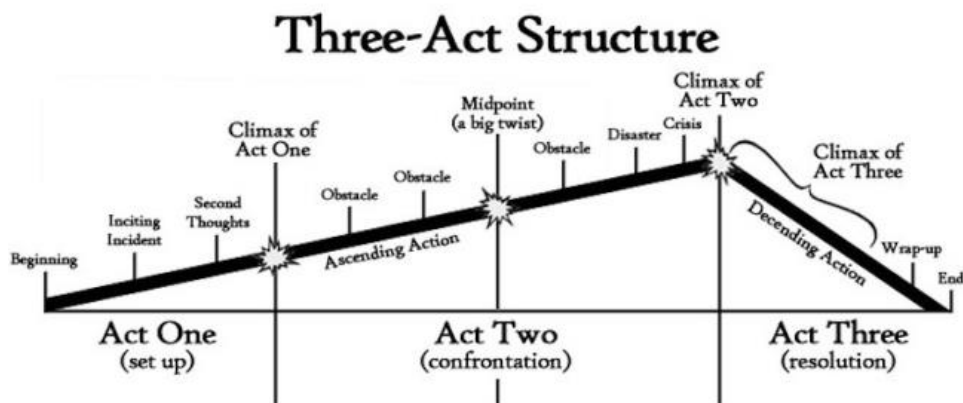 Three-Act Structure
Beginning
Inciting
Incident
Second
Thoughts
Climax of
Act One
Obstacle
Obstacle
Ascending Action
Midpoint
(a big twist)
Obstacle
Disaster
Crisis
Climax of
Act Two
Climax of
Act Three
Decending Action
Wrap-up
End
Act One
(set up)
Act Two
(confrontation)
Act Three
(resolution)